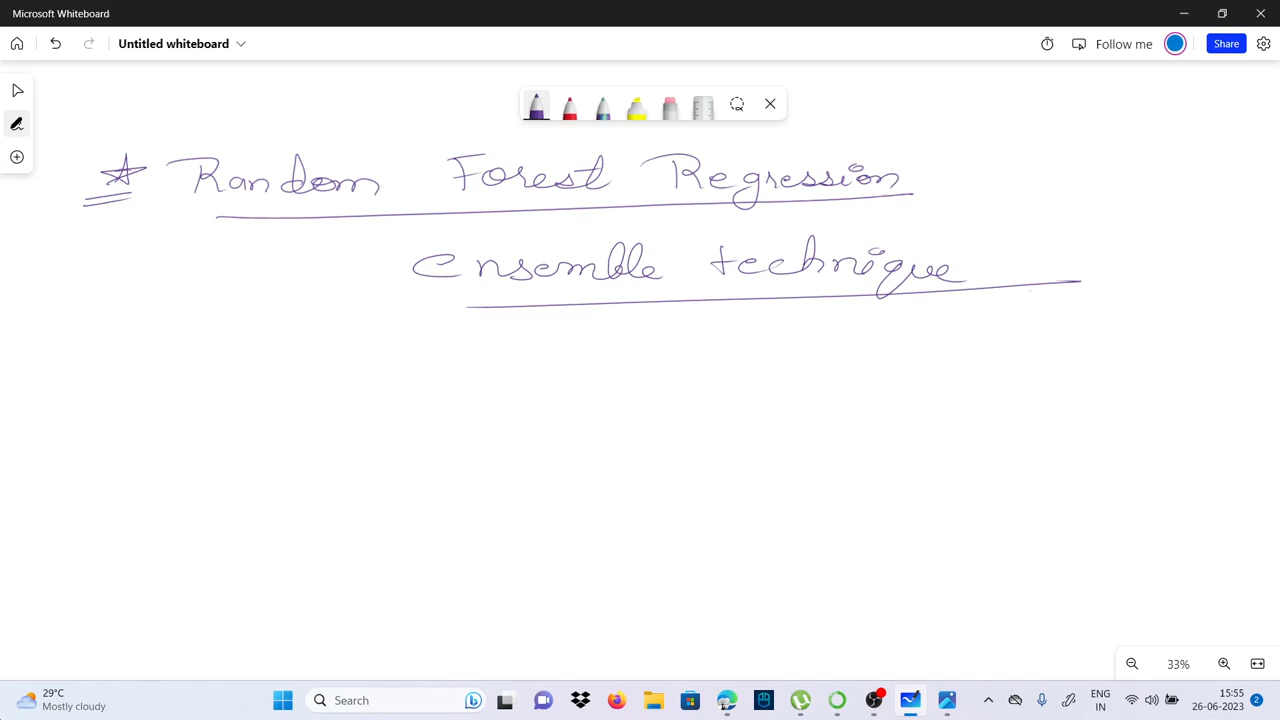 Microsoft Whiteboard
Untitled whiteboard
Follow me
Share
Random Forest Regression
ensemble technique
33%
29°C
Mostly cloudy
Search
ENG
IN
15:55
26-06-2023
2